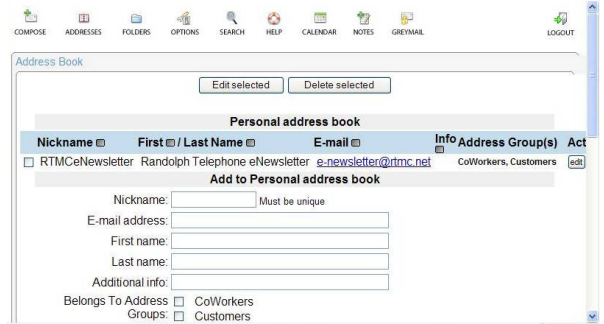 COMPOSE ADDRESSES FOLDERS OPTIONS SEARCH HELP CALENDAR NOTES GREYMAIL LOGOUT
Address Book
Edit selected Delete selected
Personal address book
Nickname First / Last Name E-mail Info Address Group(s) Act
RTMCeNewsletter Randolph Telephone eNewsletter e-newsletter@rtmc.net CoWorkers, Customers edit
Add to Personal address book
Nickname: Must be unique
E-mail address:
First name:
Last name:
Additional info:
Belongs To Address CoWorkers
Groups: Customers